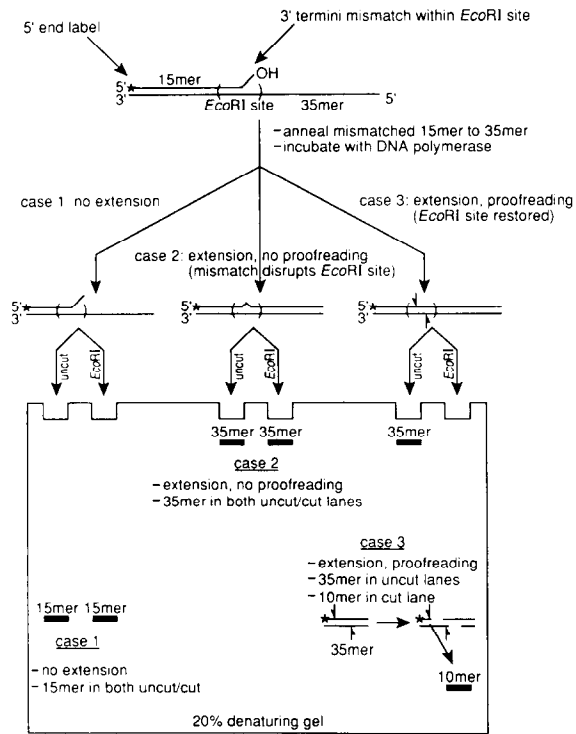 3' termini mismatch within EcoRI site
5' end label
OH
15mer
5'
3'
5'
EcoRI site
35mer
-anneal mismatched 15mer to 35mer
-incubate with DNA polymerase
case 1 no extension
case 3: extension, proofreading
(EcoRI site restored)
case 2: extension, no proofreading
(mismatch disrupts EcoRI site)
5'
3'
5'
3'
5'
3'
uncut
EcoRI
uncut
EcoRI
uncut
EcoRI
35mer 35mer
35mer
case 2
-extension, no proofreading
-35mer in both uncut/cut lanes
case 3
-extension, proofreading
-35mer in uncut lanes
-10mer in cut lane
15mer 15mer
35mer
case 1
10mer
-no extension
-15mer in both uncut/cut
20% denaturing gel